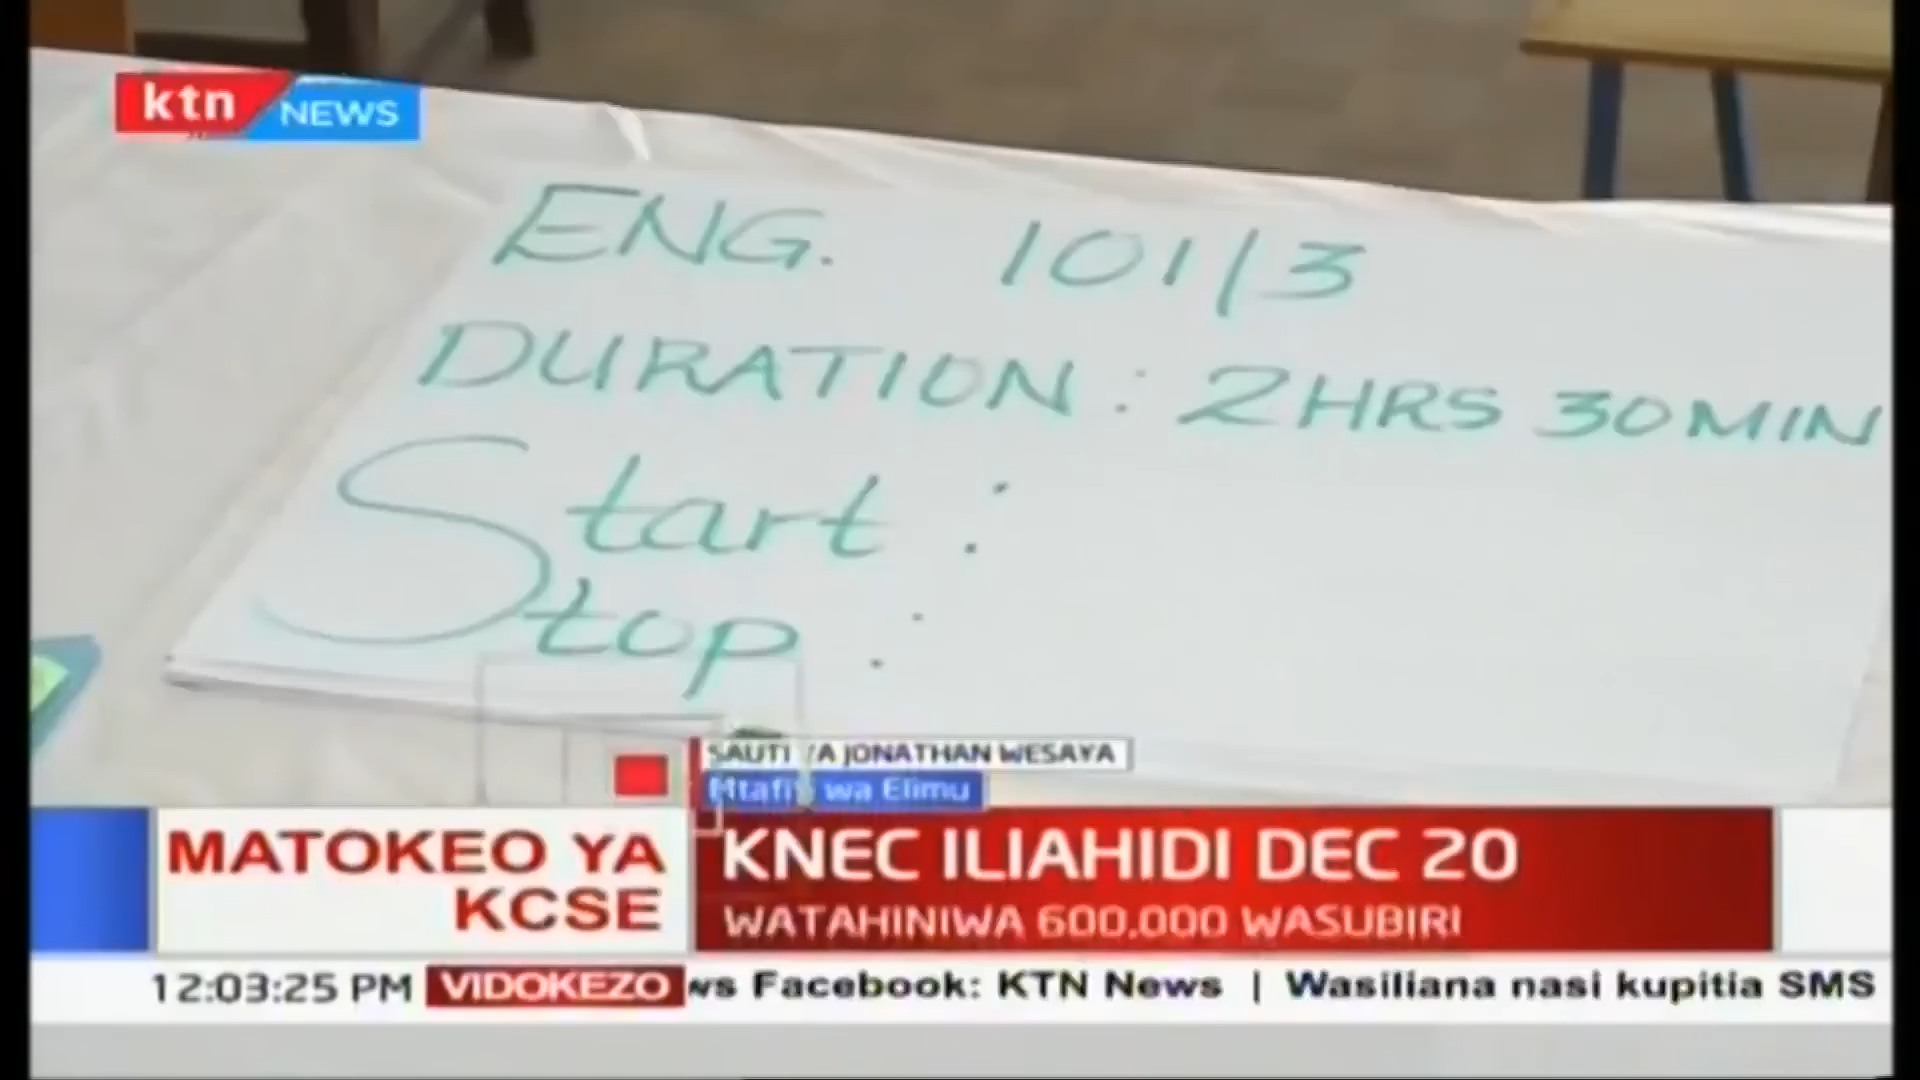 ktn NEWS
ENG. 101/3
DURATION: 2HRS 30MIN
Start :
Stop :
SAUTI YA JONATHAN WESAYA
Mtafiti wa Elimu
MATOKEO YA
KCSE
KNEC ILIAHIDI DEC 20
WATAHINIWA 600,000 WASUBIRI
12:03:25 PM VIDOKEZO ws Facebook: KTN News | Wasiliana nasi kupitia SMS